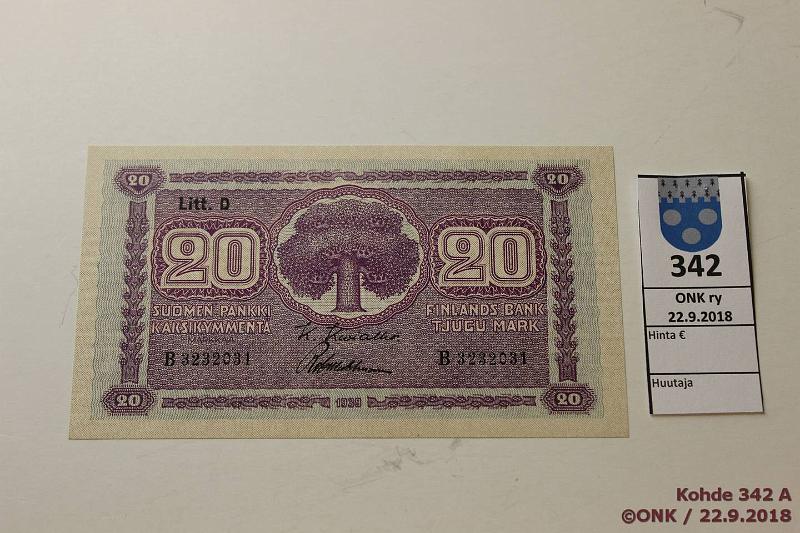 20 20
Litt. D
20 20
SUOMEN PANKKI
KAKSIKYMMENTÄ
MARKKAA
FINLANDS BANK
TJUGU MARK
B 3232031 B 3232031
20 1939 20
342
ONK ry
22.9.2018
Hinta €
Huutaja
Kohde 342 A
©ONK / 22.9.2018